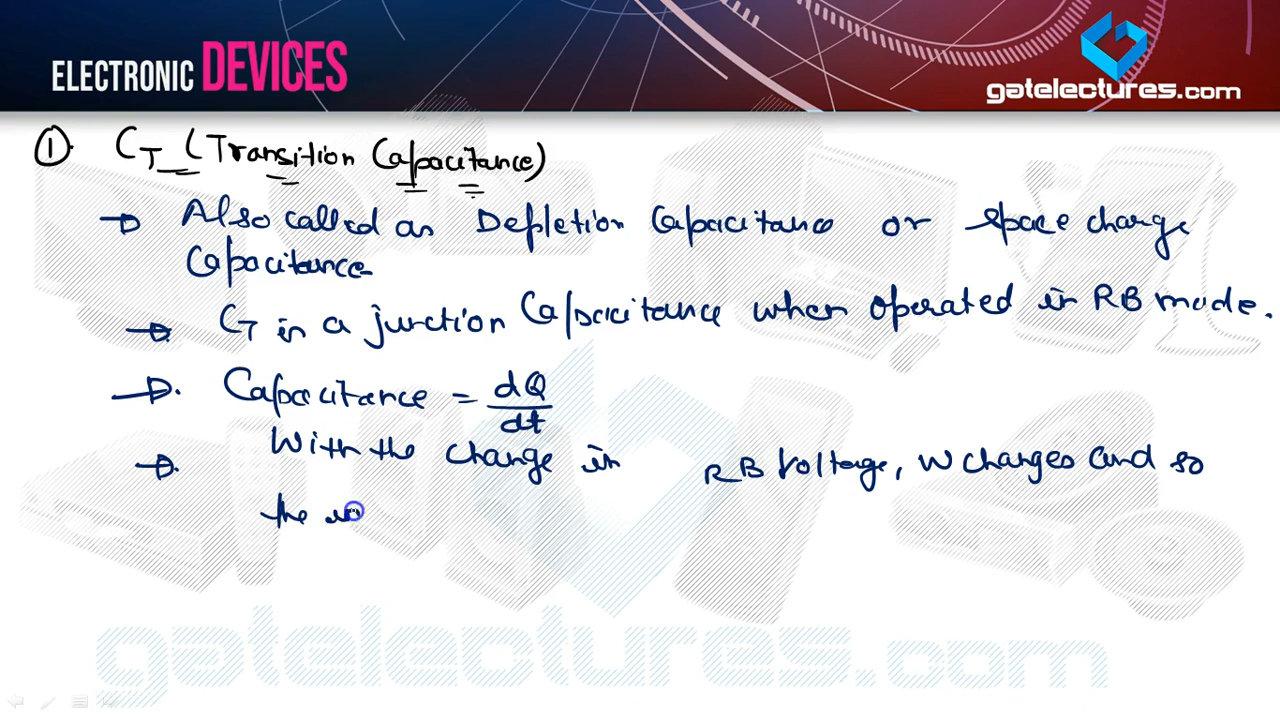 ELECTRONIC DEVICES
gatelectures.com
① CT (Transition Capacitance)
→ Also called as Depletion Capacitance or space charge
Capacitance
→ CT is a junction Capacitance when operated in RB mode.
→ Capacitance = dQ/dt
→ With the change in RB Voltage, W changes and so
the
gatelectures.com